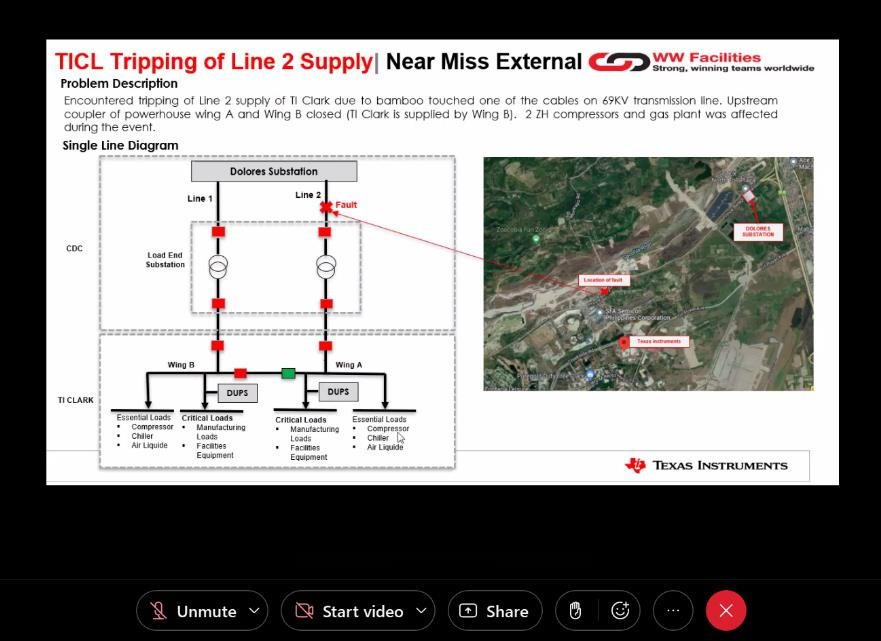 TICL Tripping of Line 2 Supply| Near Miss External
WW Facilities
Strong, winning teams worldwide
Problem Description
Encountered tripping of Line 2 supply of TI Clark due to bamboo touched one of the cables on 69KV transmission line. Upstream
coupler of powerhouse wing A and Wing B closed (TI Clark is supplied by Wing B). 2 ZH compressors and gas plant was affected
during the event.
Single Line Diagram
Dolores Substation
Line 1
Line 2
Fault
CDC
Load End
Substation
Wing B
Wing A
DUPS
DUPS
TI CLARK
Essential Loads
• Compressor
• Chiller
• Air Liquide
Critical Loads
• Manufacturing
Loads
• Facilities
Equipment
Critical Loads
• Manufacturing
Loads
• Facilities
Equipment
Essential Loads
• Compressor
• Chiller
• Air Liquide
DOLORES
SUBSTATION
Location of fault
SFA Semicon
Philippines Corporation
Texas Instruments
TEXAS INSTRUMENTS
Unmute
Start video
Share